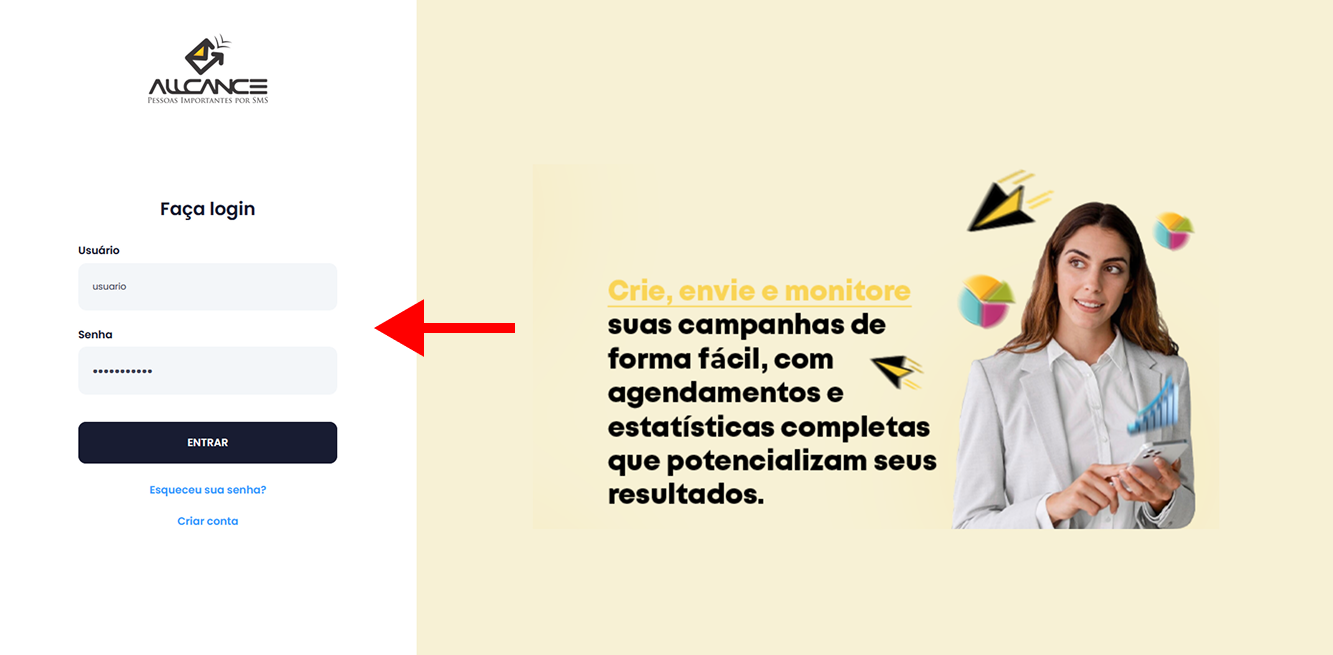 ALLCANCE
PESSOAS IMPORTANTES POR SMS
Faça login
Usuário
usuario
Senha
•••••••••••
ENTRAR
Esqueceu sua senha?
Criar conta
Crie, envie e monitore
suas campanhas de
forma fácil, com
agendamentos e
estatísticas completas
que potencializam seus
resultados.